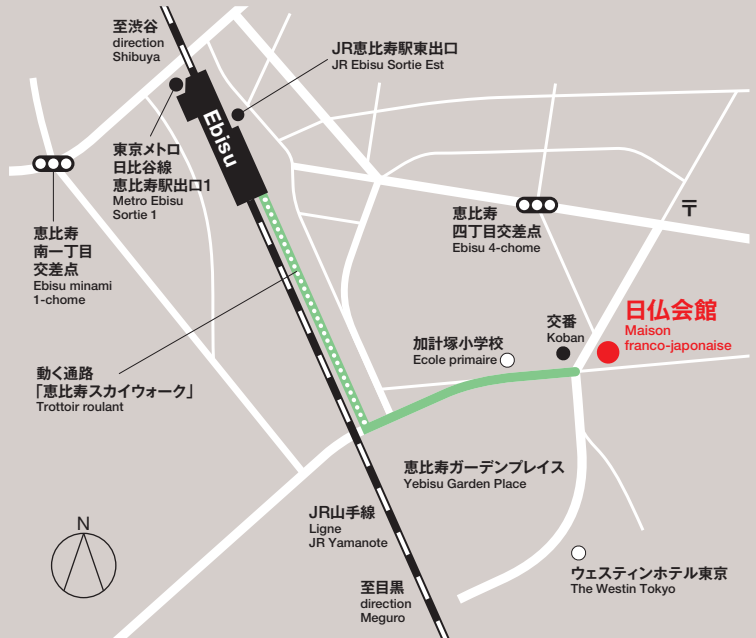 至渋谷
direction
Shibuya
JR恵比寿駅東出口
JR Ebisu Sortie Est
Ebisu
東京メトロ
日比谷線
恵比寿駅出口1
Metro Ebisu
Sortie 1
恵比寿
南一丁目
交差点
Ebisu minami
1-chome
恵比寿
四丁目交差点
Ebisu 4-chome
〒
日仏会館
Maison
franco-japonaise
交番
Koban
加計塚小学校
Ecole primaire
動く通路
「恵比寿スカイウォーク」
Trottoir roulant
恵比寿ガーデンプレイス
Yebisu Garden Place
JR山手線
Ligne
JR Yamanote
N
ウェスティンホテル東京
The Westin Tokyo
至目黒
direction
Meguro